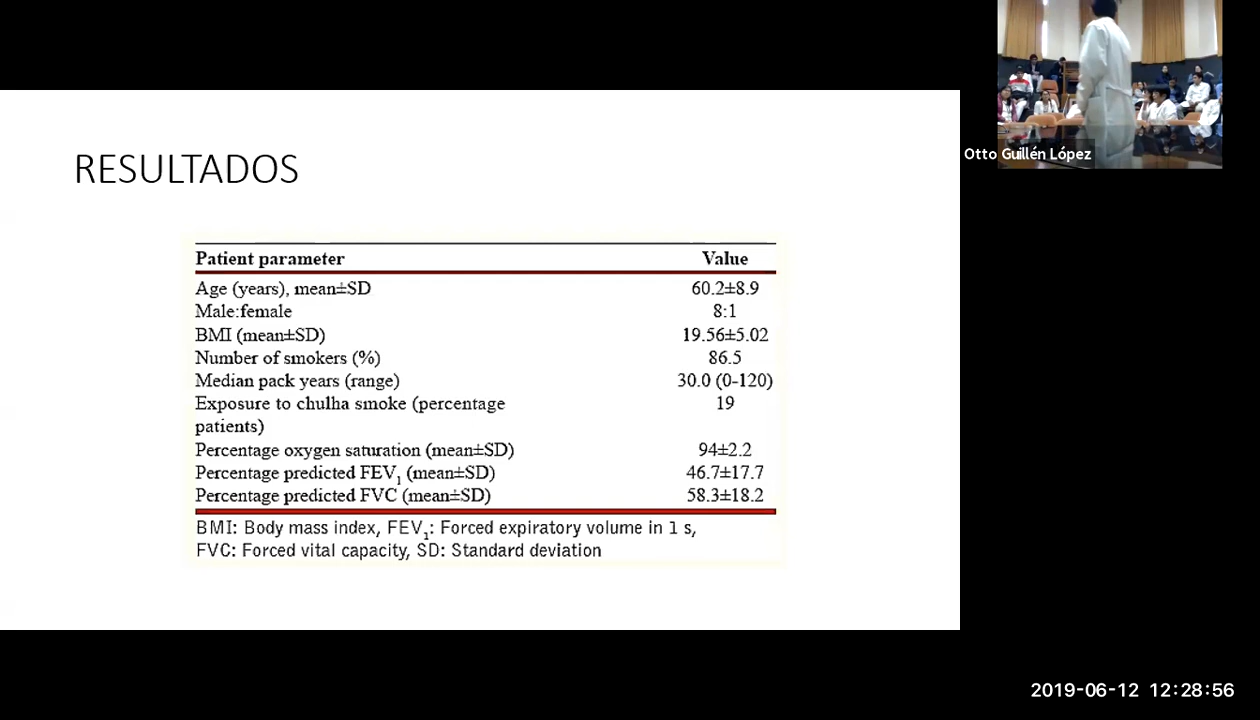 RESULTADOS
Patient parameter Value
Age (years), mean±SD 60.2±8.9
Male:female 8:1
BMI (mean±SD) 19.56±5.02
Number of smokers (%) 86.5
Median pack years (range) 30.0 (0-120)
Exposure to chulha smoke (percentage 19
patients)
Percentage oxygen saturation (mean±SD) 94±2.2
Percentage predicted FEV₁ (mean±SD) 46.7±17.7
Percentage predicted FVC (mean±SD) 58.3±18.2
BMI: Body mass index, FEV₁: Forced expiratory volume in 1 s,
FVC: Forced vital capacity, SD: Standard deviation
Otto Guillén López
2019-06-12 12:28:56